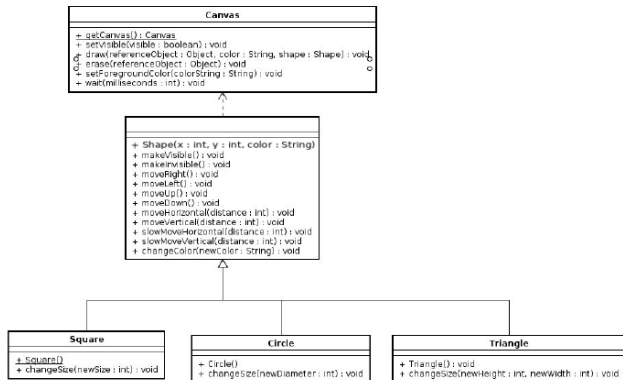 Canvas
+ getCanvas() : Canvas
+ setVisible(visible : boolean) : void
+ draw(referenceObject : Object, color : String, shape : Shape) : void
+ erase(referenceObject : Object) : void
+ setForegroundColor(colorString : String) : void
+ wait(milliseconds : int) : void
+ Shape(x : int, y : int, color : String)
+ makeVisible() : void
+ makeInvisible() : void
+ moveRight() : void
+ moveLeft() : void
+ moveUp() : void
+ moveDown() : void
+ moveHorizontal(distance : int) : void
+ moveVertical(distance : int) : void
+ slowMoveHorizontal(distance : int) : void
+ slowMoveVertical(distance : int) : void
+ changeColor(newColor : String) : void
Square
+ Square()
+ changeSize(newSize : int) : void
Circle
+ Circle()
+ changeSize(newDiameter : int) : void
Triangle
+ Triangle() : void
+ changeSize(newHeight : int, newWidth : int) : void